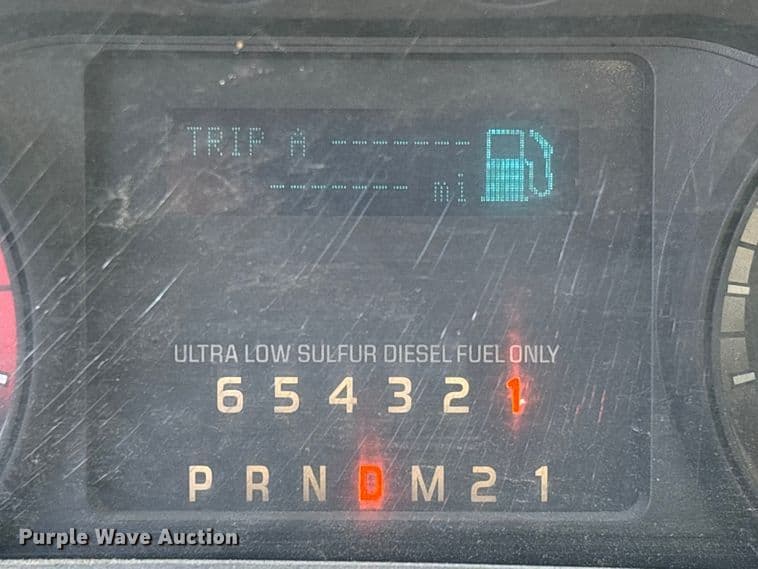 TRIP A -------
------- mi
ULTRA LOW SULFUR DIESEL FUEL ONLY
6 5 4 3 2 1
P R N D M 2 1
Purple Wave Auction